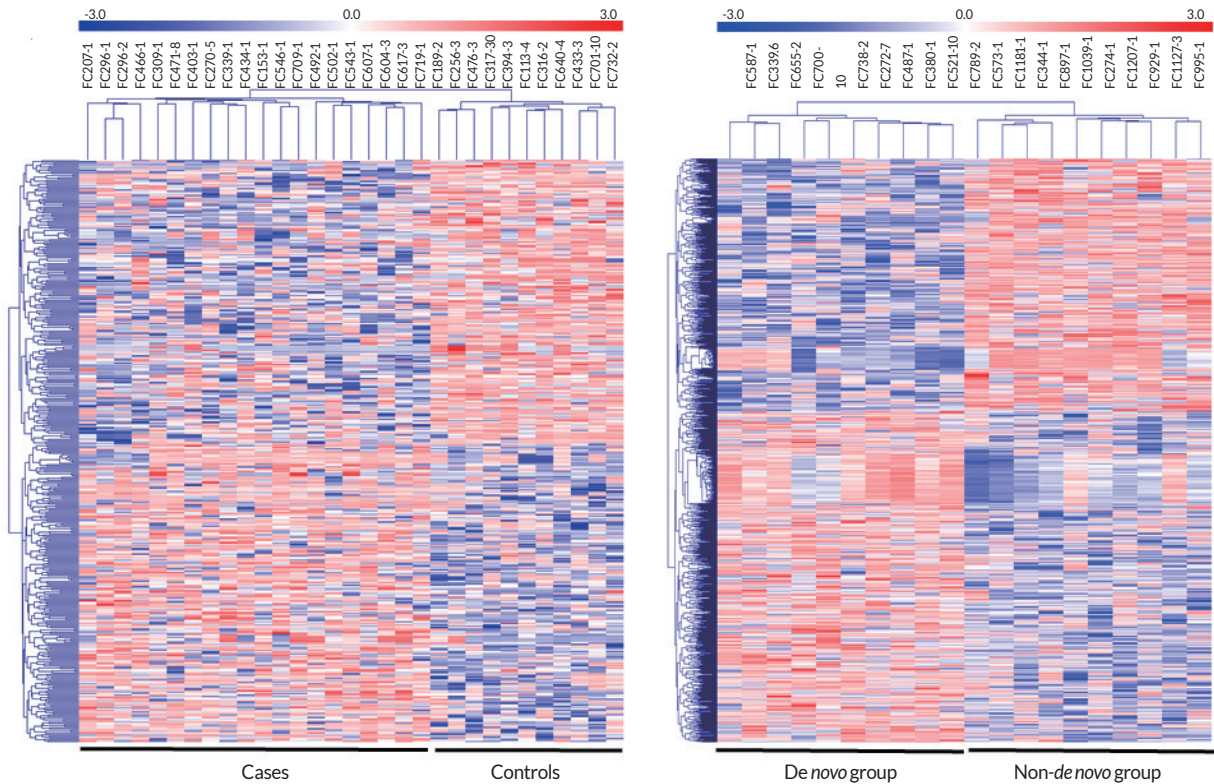 -3.0 0.0 3.0
FC207-1
FC296-1
FC296-2
FC466-1
FC309-1
FC471-8
FC403-1
FC270-5
FC339-1
FC434-1
FC153-1
FC546-1
FC709-1
FC492-1
FC502-1
FC543-1
FC607-1
FC604-3
FC617-3
FC719-1
FC189-2
FC256-3
FC476-3
FC317-30
FC394-3
FC113-4
FC316-2
FC640-4
FC433-3
FC701-10
FC732-2
Cases
Controls
-3.0 0.0 3.0
FC587-1
FC339.6
FC655-2
FC700-
10
FC738-2
FC272-7
FC4487-1
FC380-1
FC521-10
FC789-2
FC573-1
FC1181-1
FC344-1
FC897-1
FC1039-1
FC274-1
FC1207-1
FC929-1
FC1127-3
FC995-1
De novo group
Non-de novo group